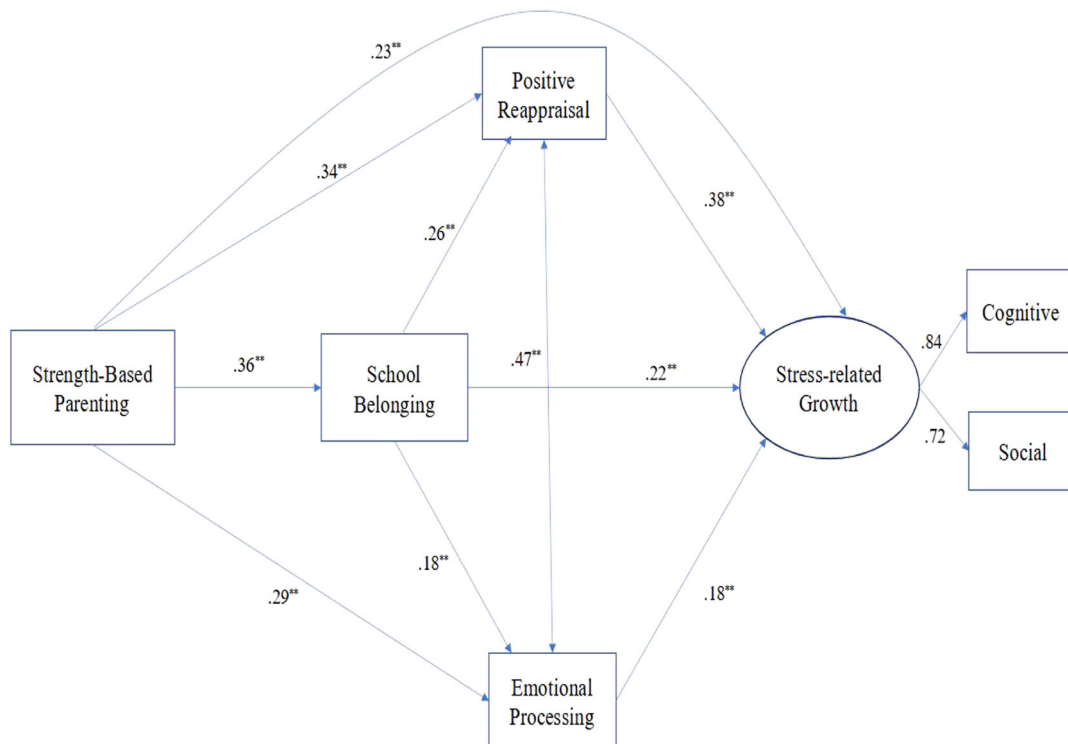 .23**
Positive
Reappraisal
.34**
.38**
.26**
Cognitive
.84
Strength-Based
Parenting
.36**
School
Belonging
.47**
.22**
Stress-related
Growth
.72
Social
.18**
.29**
.18**
Emotional
Processing